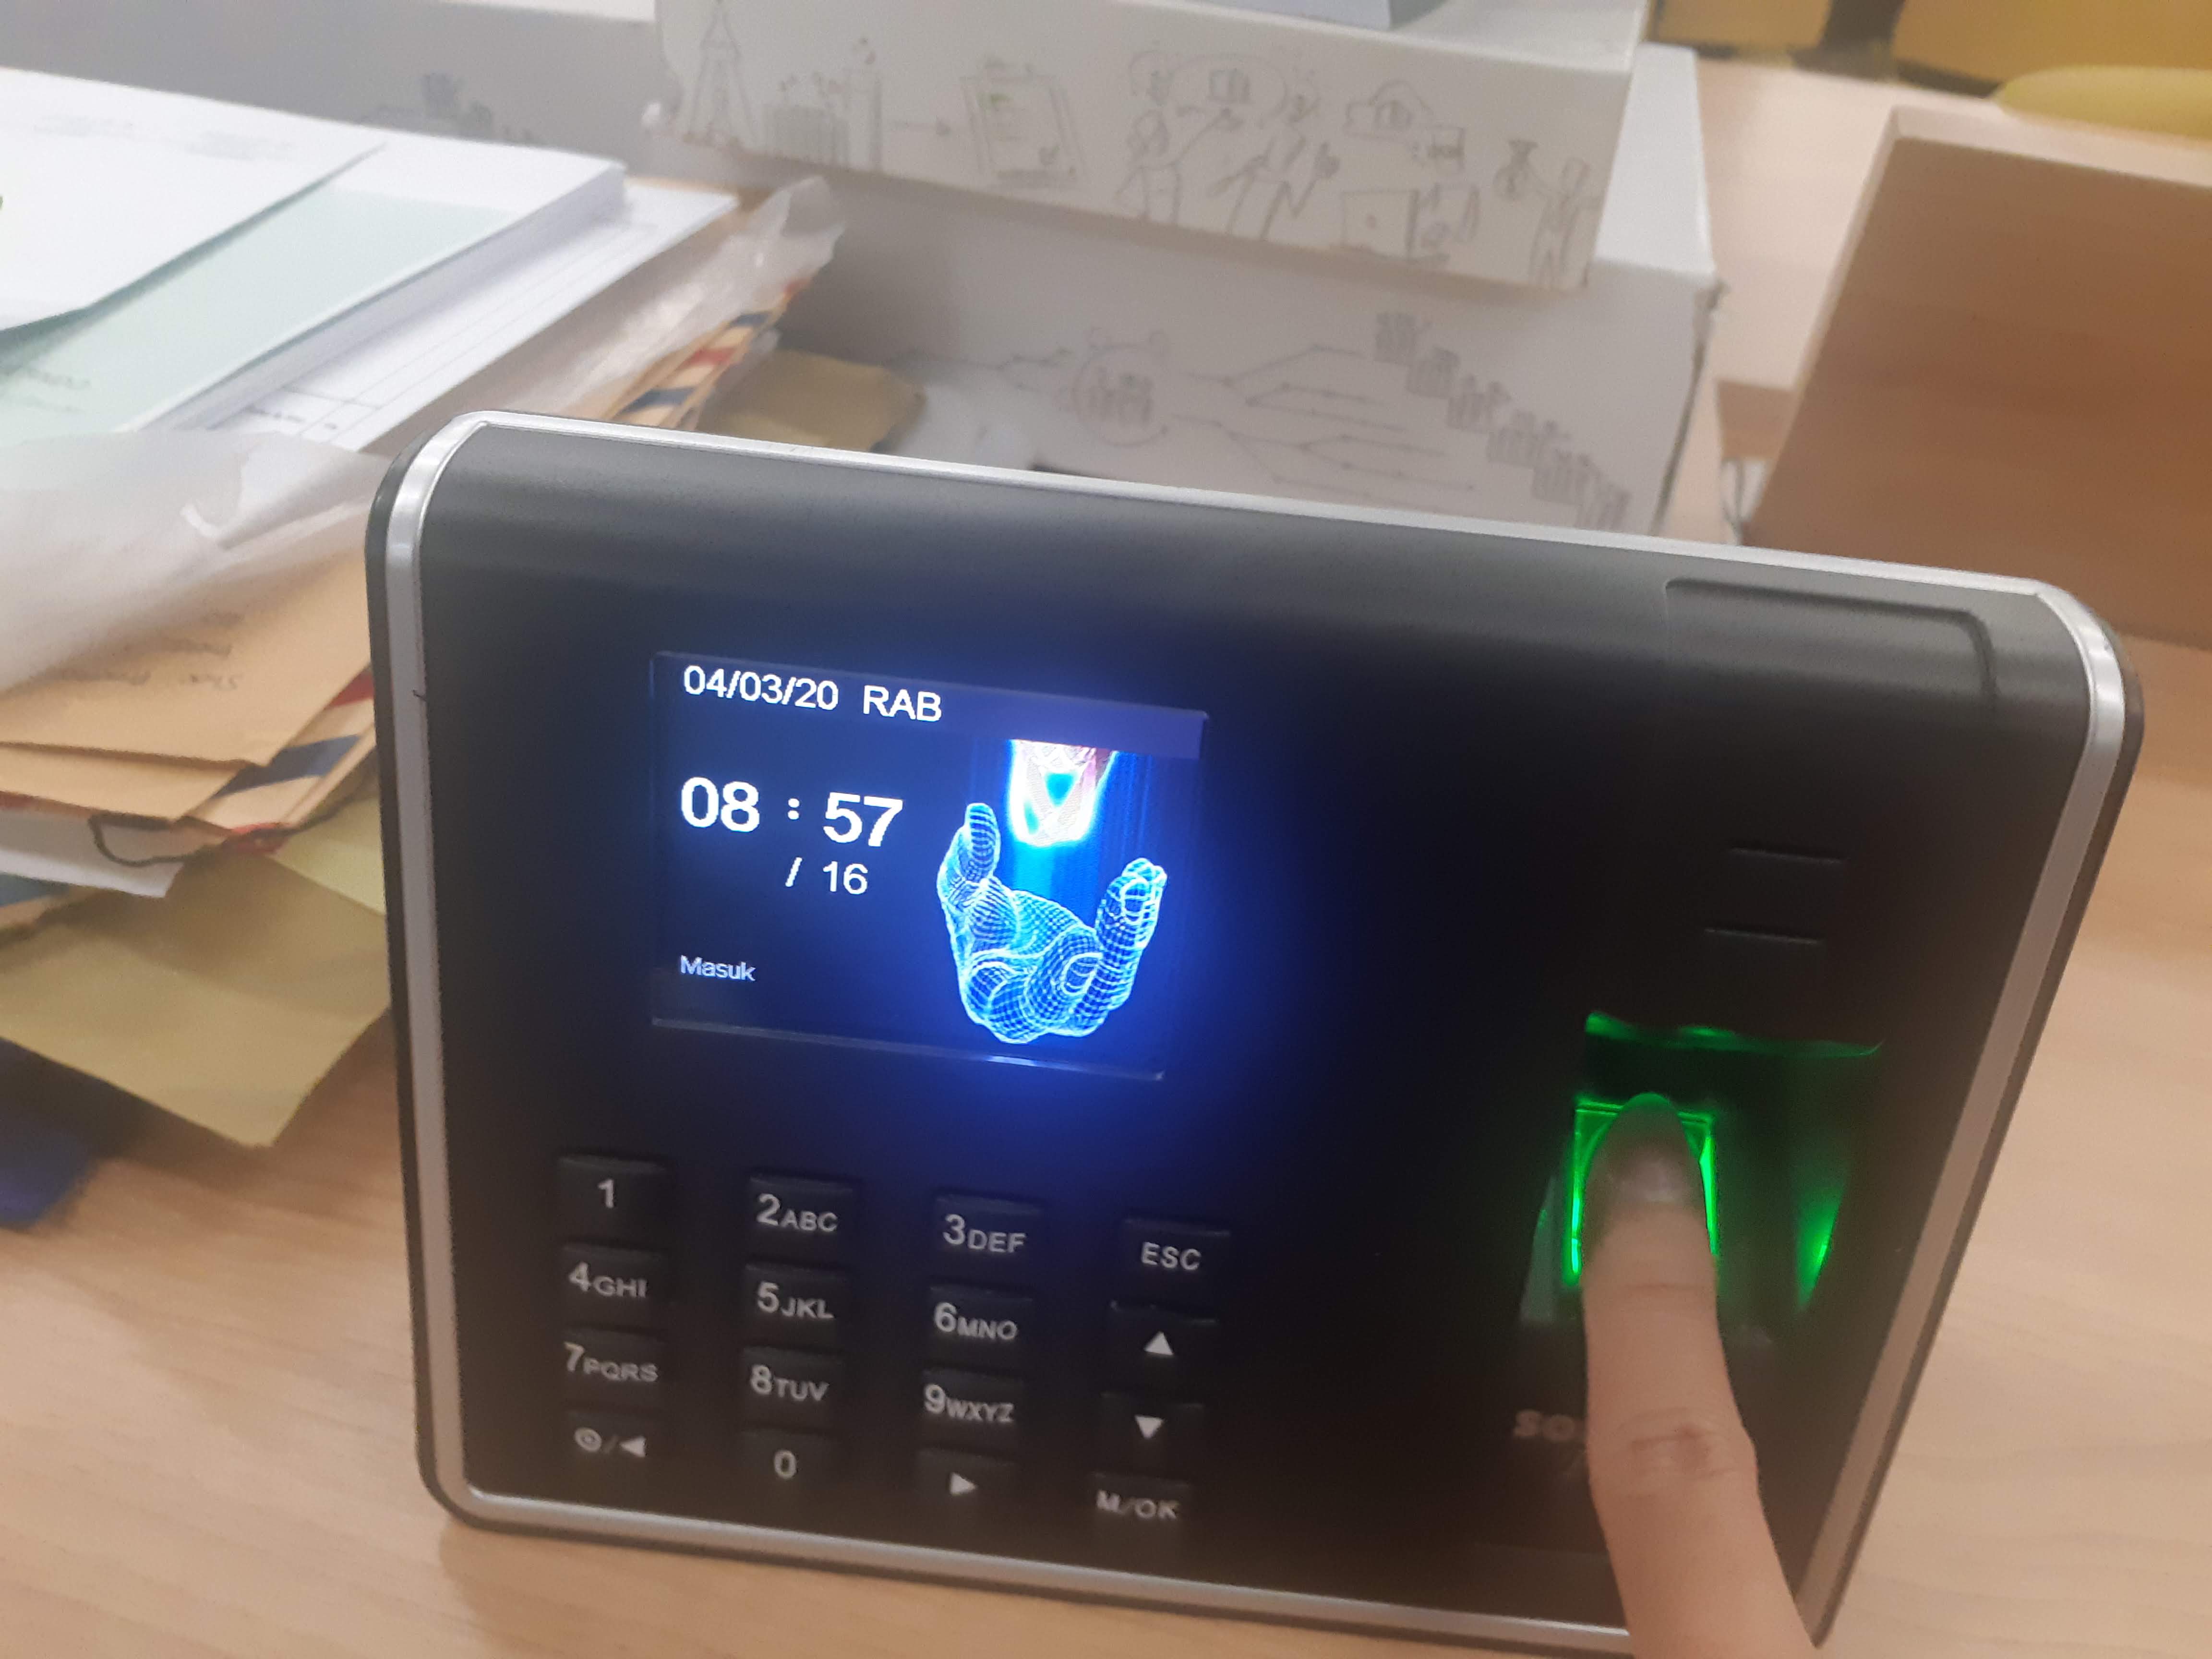 04/03/20 RAB
08 : 57
/ 16
Masuk
1 2ABC 3DEF ESC
4GHI 5JKL 6MNO ▲
7PQRS 8TUV 9WXYZ ▼
/◀ 0 ▶ M/OK